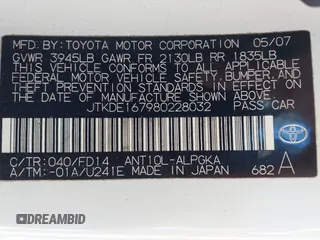 MFD. BY: TOYOTA MOTOR CORPORATION 05/07
GVWR 3945LB GAWR FR 2130LB RR 1835LB
THIS VEHICLE CONFORMS TO ALL APPLICABLE
FEDERAL MOTOR VEHICLE SAFETY, BUMPER, AND
THEFT PREVENTION STANDARDS IN EFFECT ON
THE DATE OF MANUFACTURE SHOWN ABOVE.
JTKDE167980228032
C/TR: 040/FD14 ANT10L-ALPGKA A
A/TM: -01A/U241E MADE IN JAPAN 682
TOYOTA
DREAMBID